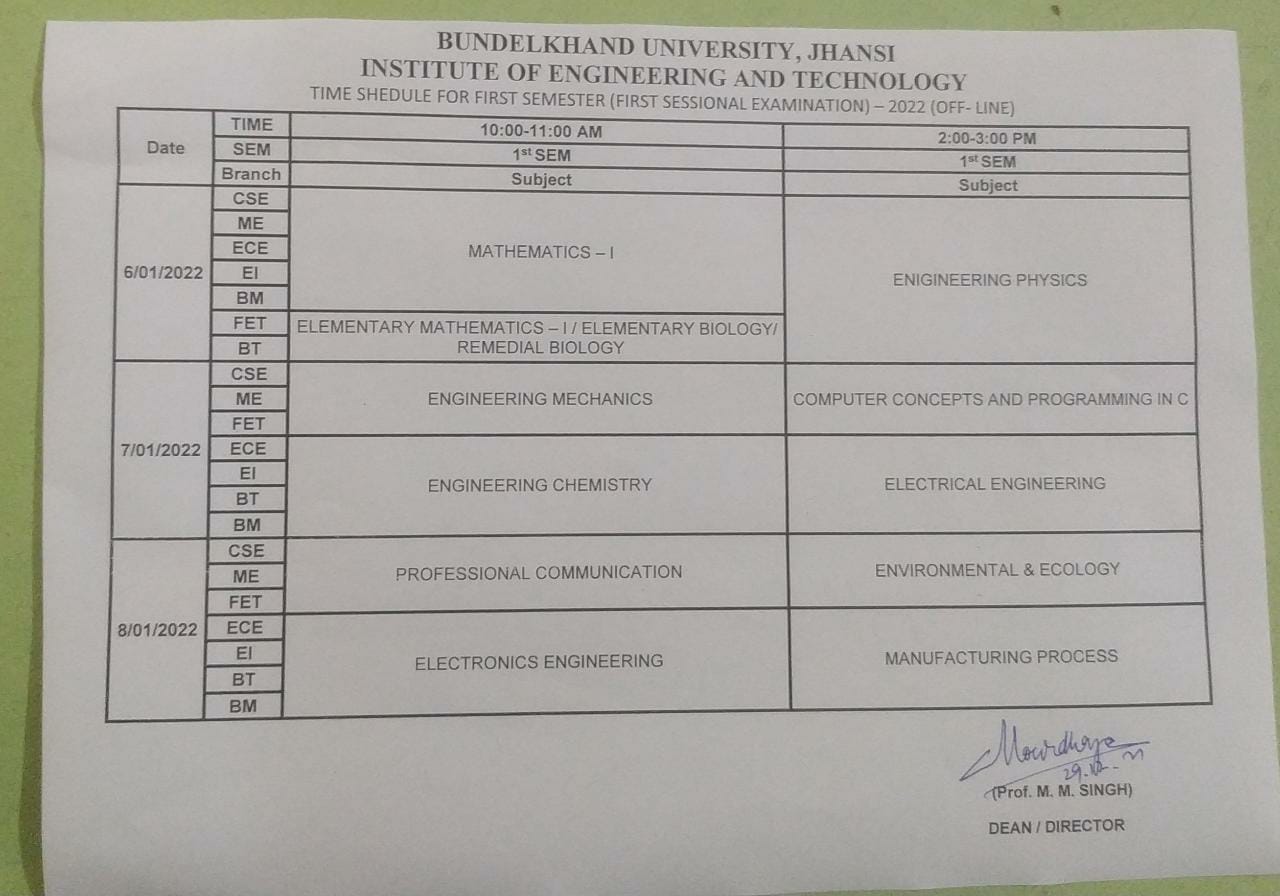 BUNDELKHAND UNIVERSITY, JHANSI
INSTITUTE OF ENGINEERING AND TECHNOLOGY
TIME SHEDULE FOR FIRST SEMESTER (FIRST SESSIONAL EXAMINATION) – 2022 (OFF- LINE)
Date
TIME
10:00-11:00 AM
2:00-3:00 PM
SEM
1st SEM
1st SEM
Branch
Subject
Subject
6/01/2022
CSE
ME
ECE
EI
BM
MATHEMATICS – I
ENIGINEERING PHYSICS
FET
BT
ELEMENTARY MATHEMATICS – I / ELEMENTARY BIOLOGY/
REMEDIAL BIOLOGY
7/01/2022
CSE
ME
FET
ENGINEERING MECHANICS
COMPUTER CONCEPTS AND PROGRAMMING IN C
ECE
EI
BT
BM
ENGINEERING CHEMISTRY
ELECTRICAL ENGINEERING
8/01/2022
CSE
ME
FET
PROFESSIONAL COMMUNICATION
ENVIRONMENTAL & ECOLOGY
ECE
EI
BT
BM
ELECTRONICS ENGINEERING
MANUFACTURING PROCESS
29.12.21
(Prof. M. M. SINGH)
DEAN / DIRECTOR